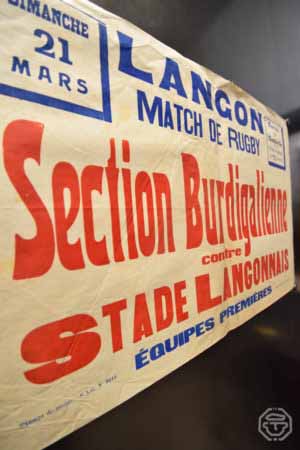 DIMANCHE
21
MARS
LANGON
MATCH DE RUGBY
Section Burdigalienne
contre
STADE LANGONNAIS
ÉQUIPES PREMIÈRES